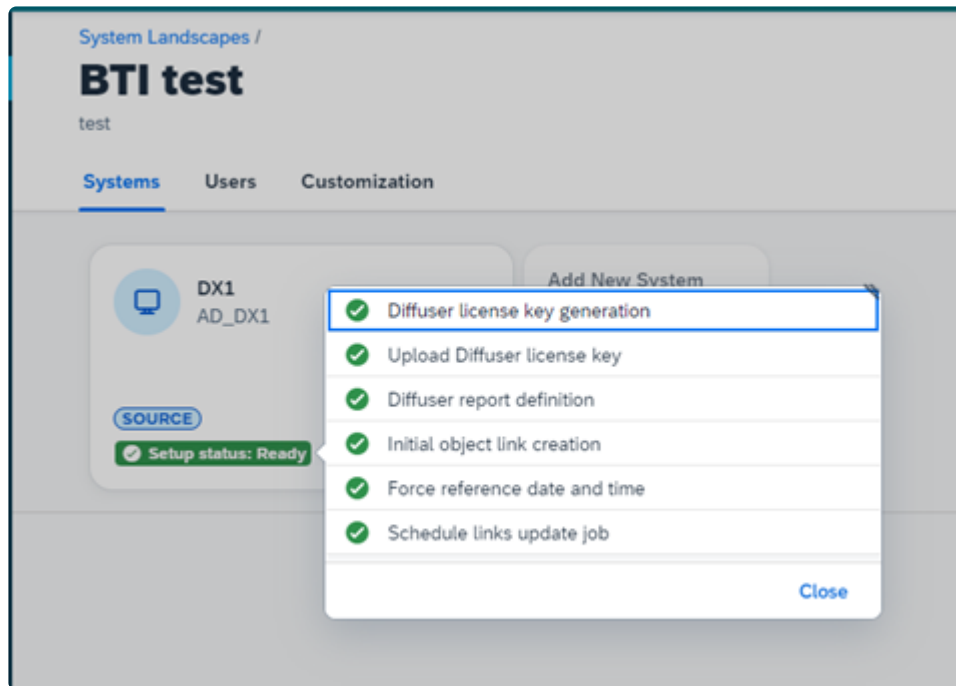 System Landscapes /
BTI test
test
Systems Users Customization
DX1
AD_DX1
Add New System
SOURCE
Setup status: Ready
Diffuser license key generation
Upload Diffuser license key
Diffuser report definition
Initial object link creation
Force reference date and time
Schedule links update job
Close